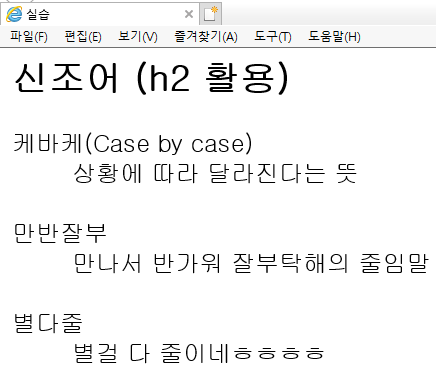 실습
파일(F) 편집(E) 보기(V) 즐겨찾기(A) 도구(T) 도움말(H)
신조어 (h2 활용)
케바케(Case by case)
상황에 따라 달라진다는 뜻
만반잘부
만나서 반가워 잘부탁해의 줄임말
별다줄
별걸 다 줄이네ㅎㅎㅎㅎ